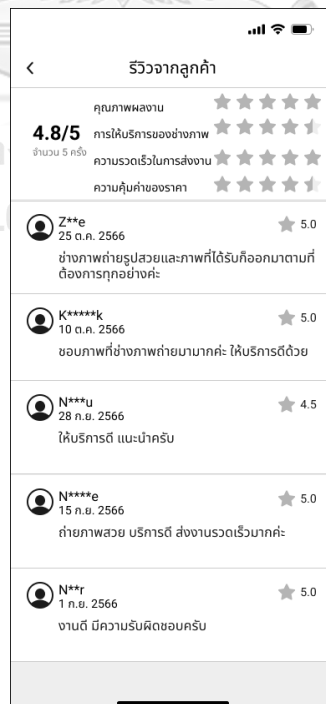 รีวิวจากลูกค้า
คุณภาพผลงาน
4.8/5 การให้บริการของช่างภาพ
จำนวน 5 ครั้ง
ความรวดเร็วในการส่งงาน
ความคุ้มค่าของราคา
Z**e 5.0
25 ต.ค. 2566
ช่างภาพถ่ายรูปสวยและภาพที่ได้รับก็ออกมาตามที่
ต้องการทุกอย่างค่ะ
K*****k 5.0
10 ต.ค. 2566
ชอบภาพที่ช่างภาพถ่ายมามากค่ะ ให้บริการดีด้วย
N***u 4.5
28 ก.ย. 2566
ให้บริการดี แนะนำครับ
N****e 5.0
15 ก.ย. 2566
ถ่ายภาพสวย บริการดี ส่งงานรวดเร็วมากค่ะ
N**r 5.0
1 ก.ย. 2566
งานดี มีความรับผิดชอบครับ